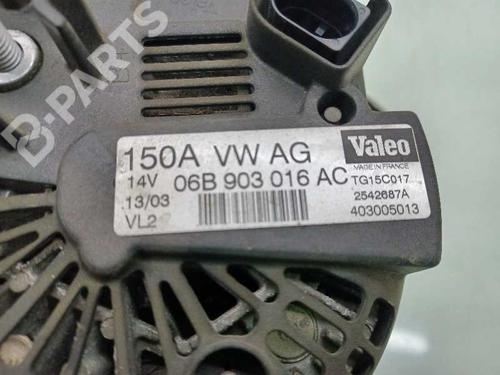 150A VW AG
Valeo
MADE IN FRANCE
14V 06B 903 016 AC
TG15C017
13/03
2542687A
VL2
403005013
B-PARTS